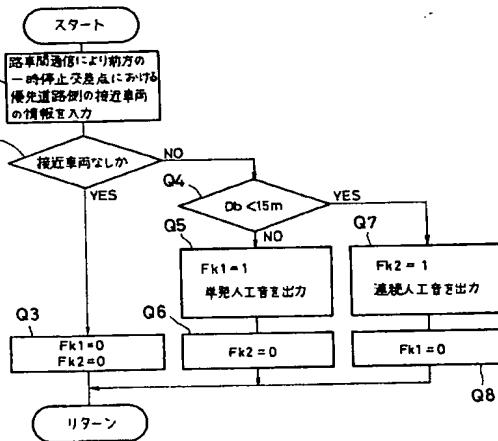 スタート
路車間通信により前方の
一時停止交差点における
優先道路側の接近車両
の情報を入力
接近車両なしか
NO
YES
Q4
Db<15m
YES
NO
Q5
Fk1=1
単発人工音を出力
Q7
Fk2=1
連続人工音を出力
Q3
Fk1=0
Fk2=0
Q6
Fk2=0
Fk1=0
Q8
リターン